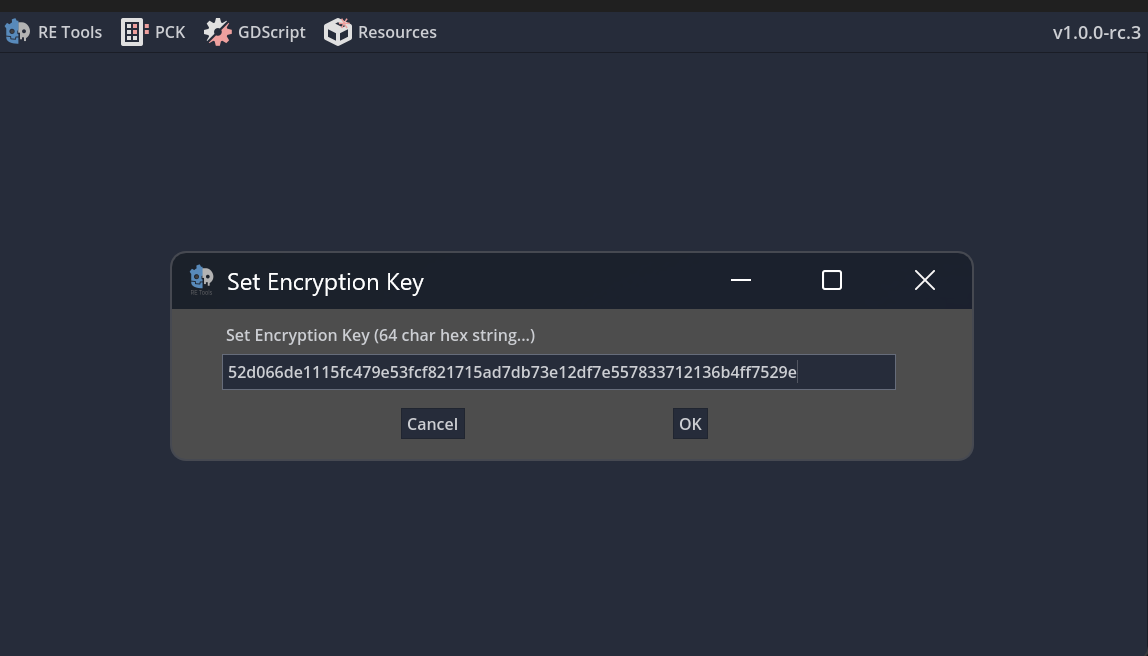 RE Tools PCK GDScript Resources v1.0.0-rc.3
RE Tools
Set Encryption Key
Set Encryption Key (64 char hex string...)
52d066de1115fc479e53fcf821715ad7db73e12df7e557833712136b4ff7529e
Cancel OK